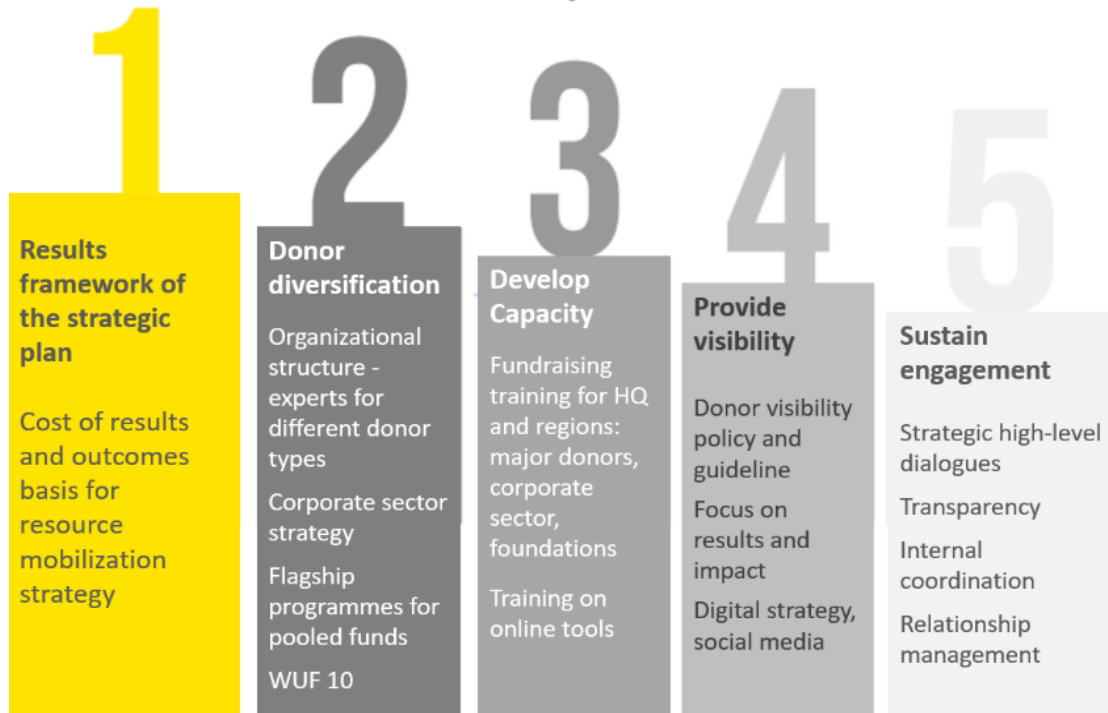 1
Results
framework of
the strategic
plan
Cost of results
and outcomes
basis for
resource
mobilization
strategy
2
Donor
diversification
Organizational
structure -
experts for
different donor
types
Corporate sector
strategy
Flagship
programmes for
pooled funds
WUF 10
3
Develop
Capacity
Fundraising
training for HQ
and regions:
major donors,
corporate
sector,
foundations
Training on
online tools
4
Provide
visibility
Donor visibility
policy and
guideline
Focus on
results and
impact
Digital strategy,
social media
5
Sustain
engagement
Strategic high-level
dialogues
Transparency
Internal
coordination
Relationship
management